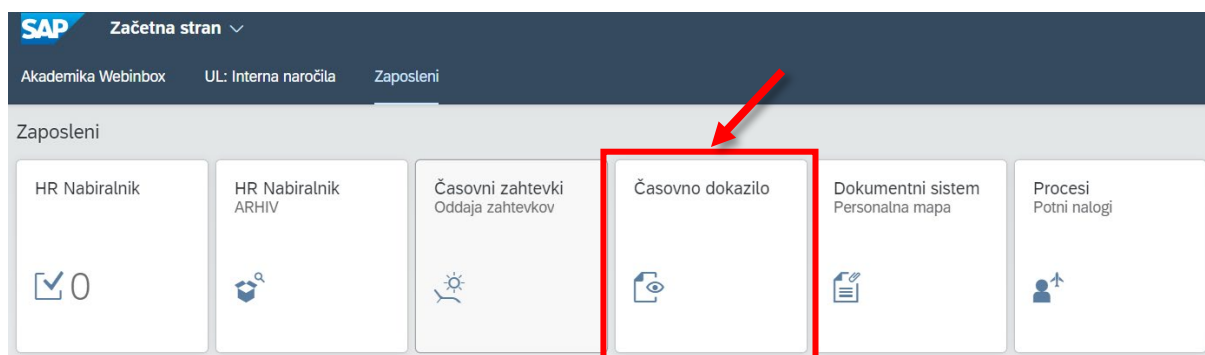 SAP Začetna stran
Akademika Webinbox UL: Interna naročila Zaposleni
Zaposleni
HR Nabiralnik
0
HR Nabiralnik
ARHIV
Časovni zahtevki
Oddaja zahtevkov
Časovno dokazilo
Dokumentni sistem
Personalna mapa
Procesi
Potni nalogi